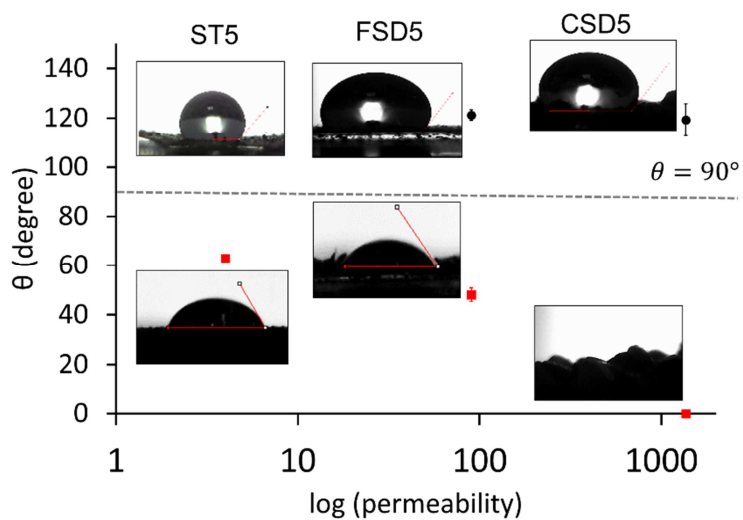 ST5
FSD5
CSD5
140
120
100
80
60
40
20
0
θ (degree)
θ = 90°
1
10
100
1000
log (permeability)